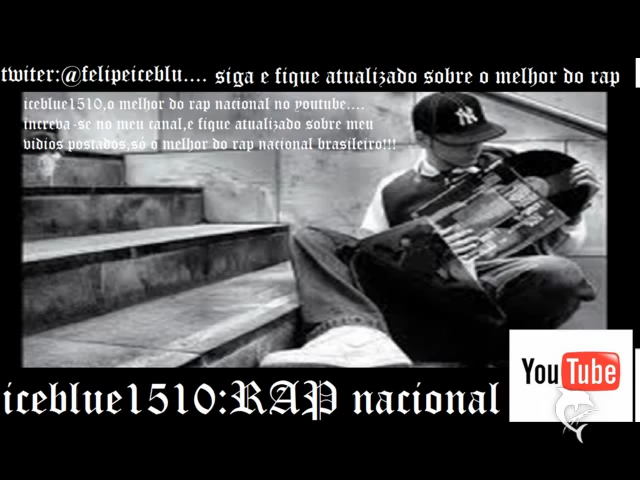 twiter:@felipeiceblu.... siga e fique atualizado sobre o melhor do rap
iceblue1510,o melhor do rap nacional no youtube....
increva-se no meu canal,e fique atualizado sobre meu
vidios postados,só o melhor do rap nacional brasileiro!!!
NY
iceblue1510:RAP nacional
YouTube